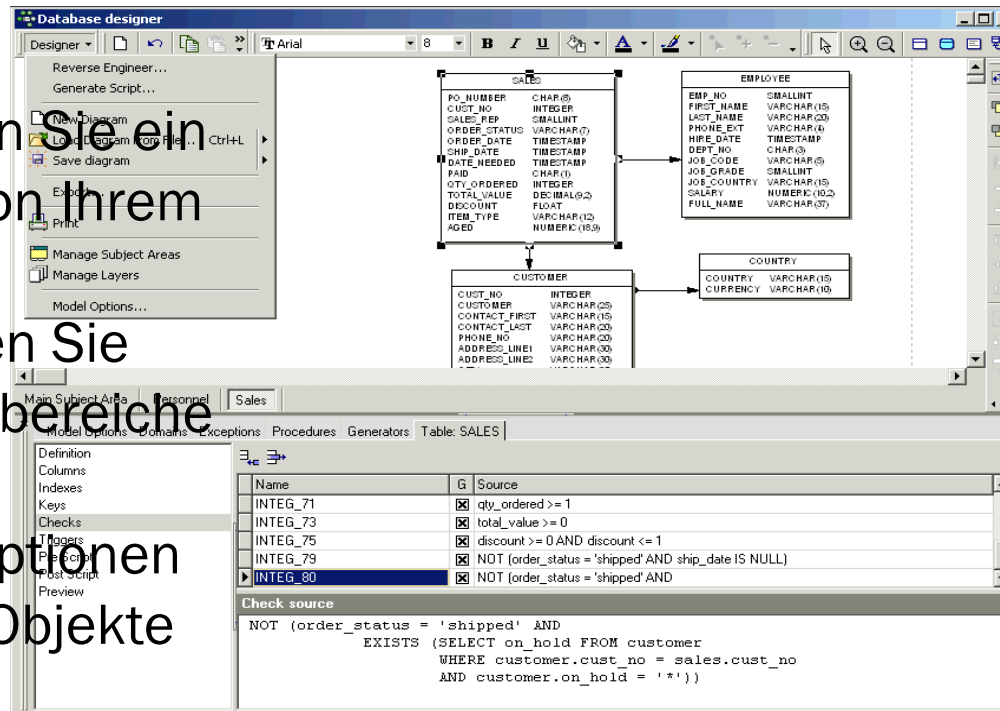 Database designer
Designer
Arial
8
B I U
Reverse Engineer...
Generate Script...
New Diagram
Load Diagram from File... Ctrl+L
Save diagram
Export...
Print
Manage Subject Areas
Manage Layers
Model Options...
n Sie ein
on Ihrem
en Sie
bereiche
ptionen
Objekte
SALES
PO_NUMBER CHAR(8)
CUST_NO INTEGER
SALES_REP SMALLINT
ORDER_STATUS VARCHAR(7)
ORDER_DATE TIMESTAMP
SHIP_DATE TIMESTAMP
DATE_NEEDED TIMESTAMP
PAID CHAR(1)
QTY_ORDERED INTEGER
TOTAL_VALUE DECIMAL(9,2)
DISCOUNT FLOAT
ITEM_TYPE VARCHAR(12)
AGED NUMERIC(18,9)
EMPLOYEE
EMP_NO SMALLINT
FIRST_NAME VARCHAR(15)
LAST_NAME VARCHAR(20)
PHONE_EXT VARCHAR(4)
HIRE_DATE TIMESTAMP
DEPT_NO CHAR(3)
JOB_CODE VARCHAR(5)
JOB_GRADE SMALLINT
JOB_COUNTRY VARCHAR(15)
SALARY NUMERIC(10,2)
FULL_NAME VARCHAR(37)
CUSTOMER
CUST_NO INTEGER
CUSTOMER VARCHAR(25)
CONTACT_FIRST VARCHAR(15)
CONTACT_LAST VARCHAR(20)
PHONE_NO VARCHAR(20)
ADDRESS_LINE1 VARCHAR(30)
ADDRESS_LINE2 VARCHAR(30)
COUNTRY
COUNTRY VARCHAR(15)
CURRENCY VARCHAR(10)
Main Subject Area Personnel Sales
Model Options Domains Exceptions Procedures Generators Table: SALES
Definition
Columns
Indexes
Keys
Checks
Triggers
Pre Script
Post Script
Preview
Name G Source
INTEG_71 qty_ordered >= 1
INTEG_73 total_value >= 0
INTEG_75 discount >= 0 AND discount <= 1
INTEG_79 NOT (order_status = 'shipped' AND ship_date IS NULL)
INTEG_80 NOT (order_status = 'shipped' AND
Check source
NOT (order_status = 'shipped' AND
EXISTS (SELECT on_hold FROM customer
WHERE customer.cust_no = sales.cust_no
AND customer.on_hold = '*'))